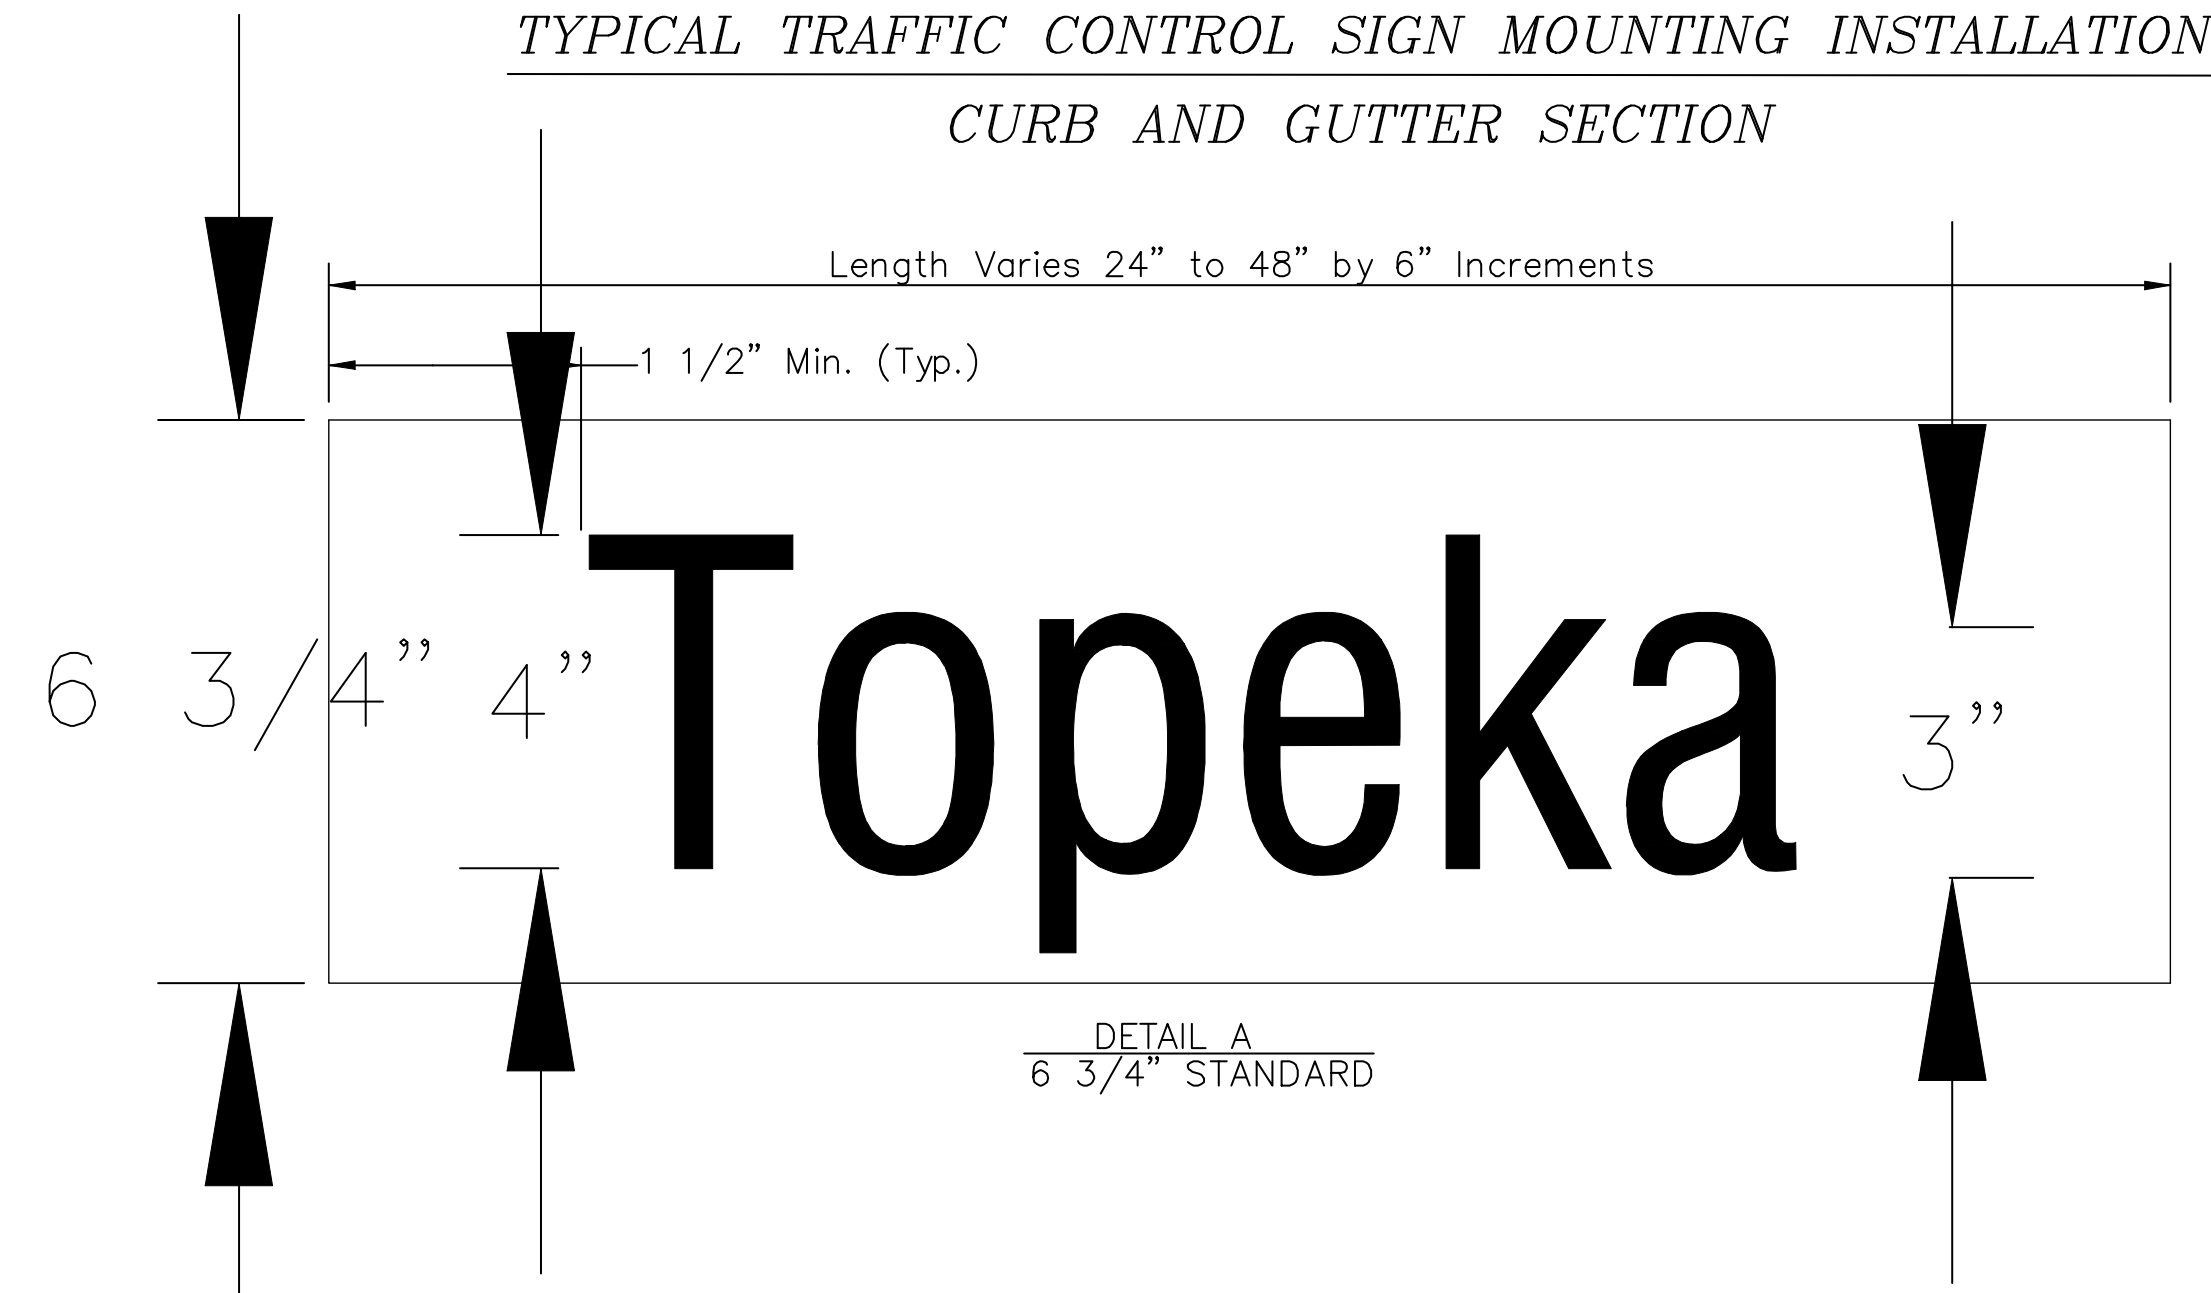 TYPICAL TRAFFIC CONTROL SIGN MOUNTING INSTALLATION
CURB AND GUTTER SECTION
Length Varies 24” to 48” by 6” Increments
1 1/2” Min. (Typ.)
6 3/4”
4”
Topeka
3”
DETAIL A
6 3/4” STANDARD